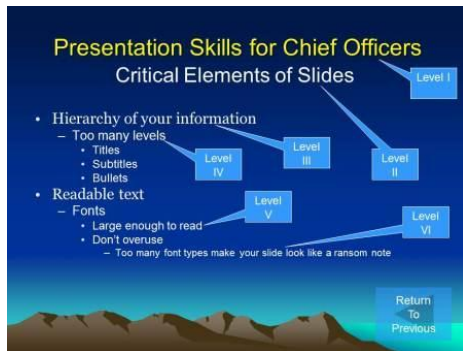 Presentation Skills for Chief Officers
Critical Elements of Slides
Level I
• Hierarchy of your information
– Too many levels
• Titles
• Subtitles
• Bullets
Level
IV
Level
III
Level
II
• Readable text
– Fonts
• Large enough to read
• Don't overuse
– Too many font types make your slide look like a ransom note
Level
V
Level
VI
Return
To
Previous